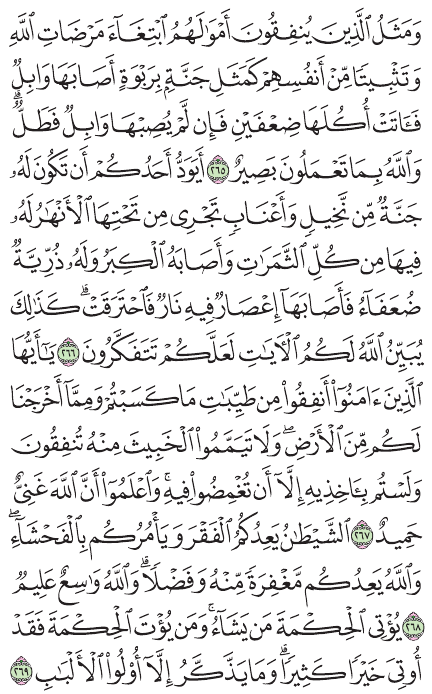 وَمَثَلُ ٱلَّذِينَ يُنفِقُونَ أَمۡوَٰلَهُمُ ٱبۡتِغَآءَ مَرۡضَاتِ ٱللَّهِ
وَتَثۡبِيتٗا مِّنۡ أَنفُسِهِمۡ كَمَثَلِ جَنَّةِۭ بِرَبۡوَةٍ أَصَابَهَا وَابِلٞ
فَـَٔاتَتۡ أُكُلَهَا ضِعۡفَيۡنِ فَإِن لَّمۡ يُصِبۡهَا وَابِلٞ فَطَلّٞۗ
وَٱللَّهُ بِمَا تَعۡمَلُونَ بَصِيرٌ ٢٦٥ أَيَوَدُّ أَحَدُكُمۡ أَن تَكُونَ لَهُۥ
جَنَّةٞ مِّن نَّخِيلٖ وَأَعۡنَابٖ تَجۡرِي مِن تَحۡتِهَا ٱلۡأَنۡهَٰرُ لَهُۥ
فِيهَا مِن كُلِّ ٱلثَّمَرَٰتِ وَأَصَابَهُ ٱلۡكِبَرُ وَلَهُۥ ذُرِّيَّةٞ
ضُعَفَآءُ فَأَصَابَهَآ إِعۡصَارٞ فِيهِ نَارٞ فَٱحۡتَرَقَتۡۗ كَذَٰلِكَ
يُبَيِّنُ ٱللَّهُ لَكُمُ ٱلۡأٓيَٰتِ لَعَلَّكُمۡ تَتَفَكَّرُونَ ٢٦٦ يَـٰٓأَيُّهَا
ٱلَّذِينَ ءَامَنُوٓاْ أَنفِقُواْ مِن طَيِّبَٰتِ مَا كَسَبۡتُمۡ وَمِمَّآ أَخۡرَجۡنَا
لَكُم مِّنَ ٱلۡأَرۡضِۖ وَلَا تَيَمَّمُواْ ٱلۡخَبِيثَ مِنۡهُ تُنفِقُونَ
وَلَسۡتُم بِـَٔاخِذِيهِ إِلَّآ أَن تُغۡمِضُواْ فِيهِۚ وَٱعۡلَمُوٓاْ أَنَّ ٱللَّهَ غَنِيٌّ
حَمِيدٌ ٢٦٧ ٱلشَّيۡطَٰنُ يَعِدُكُمُ ٱلۡفَقۡرَ وَيَأۡمُرُكُم بِٱلۡفَحۡشَآءِۖ
وَٱللَّهُ يَعِدُكُم مَّغۡفِرَةٗ مِّنۡهُ وَفَضۡلٗاۗ وَٱللَّهُ وَٰسِعٌ عَلِيمٞ
٢٦٨ يُؤۡتِي ٱلۡحِكۡمَةَ مَن يَشَآءُۚ وَمَن يُؤۡتَ ٱلۡحِكۡمَةَ فَقَدۡ
أُوتِيَ خَيۡرٗا كَثِيرٗاۗ وَمَا يَذَّكَّرُ إِلَّآ أُوْلُواْ ٱلۡأَلۡبَٰبِ ٢٦٩